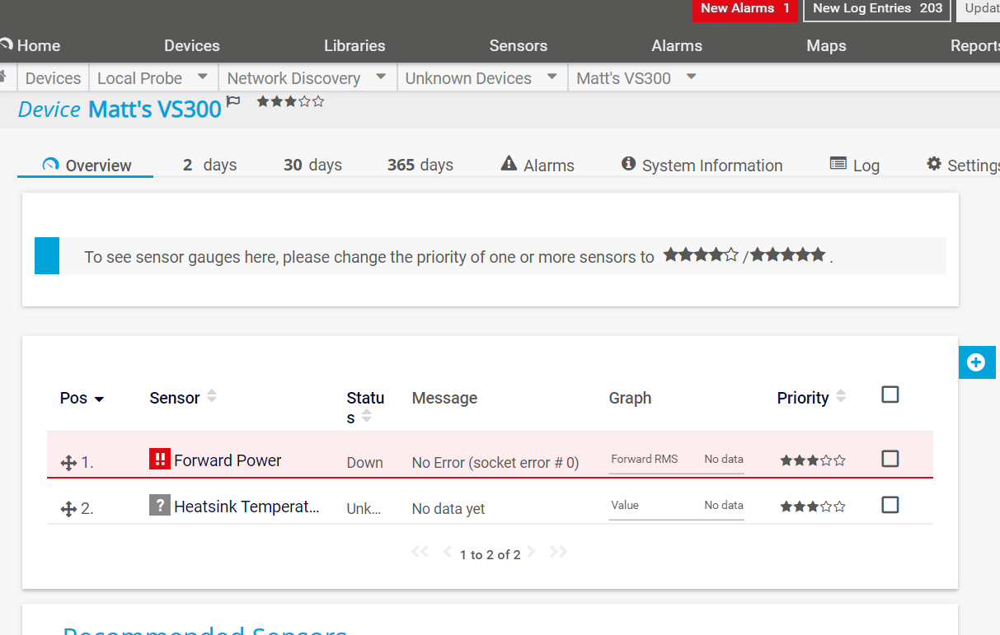 New Alarms 1 New Log Entries 203 Updat
Home Devices Libraries Sensors Alarms Maps Reports
Devices Local Probe Network Discovery Unknown Devices Matt's VS300
Device Matt's VS300
Overview 2 days 30 days 365 days Alarms System Information Log Settings
To see sensor gauges here, please change the priority of one or more sensors to ★★★★☆/★★★★★.
Pos Sensor Statu Message Graph Priority
s
1. !! Forward Power Down No Error (socket error # 0) Forward RMS No data
2. ? Heatsink Temperat... Unk... No data yet Value No data
1 to 2 of 2
Recommended Sensors